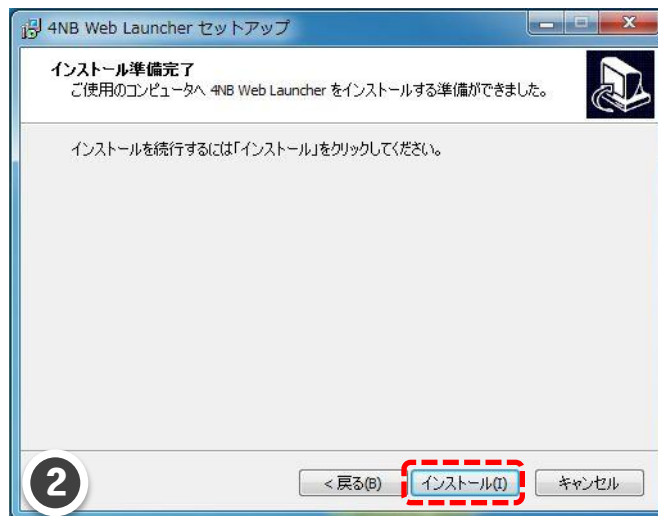 4NB Web Launcher セットアップ
インストール準備完了
ご使用のコンピュータへ 4NB Web Launcher をインストールする準備ができました。
インストールを続行するには「インストール」をクリックしてください。
2
< 戻る(B)
インストール(I)
キャンセル